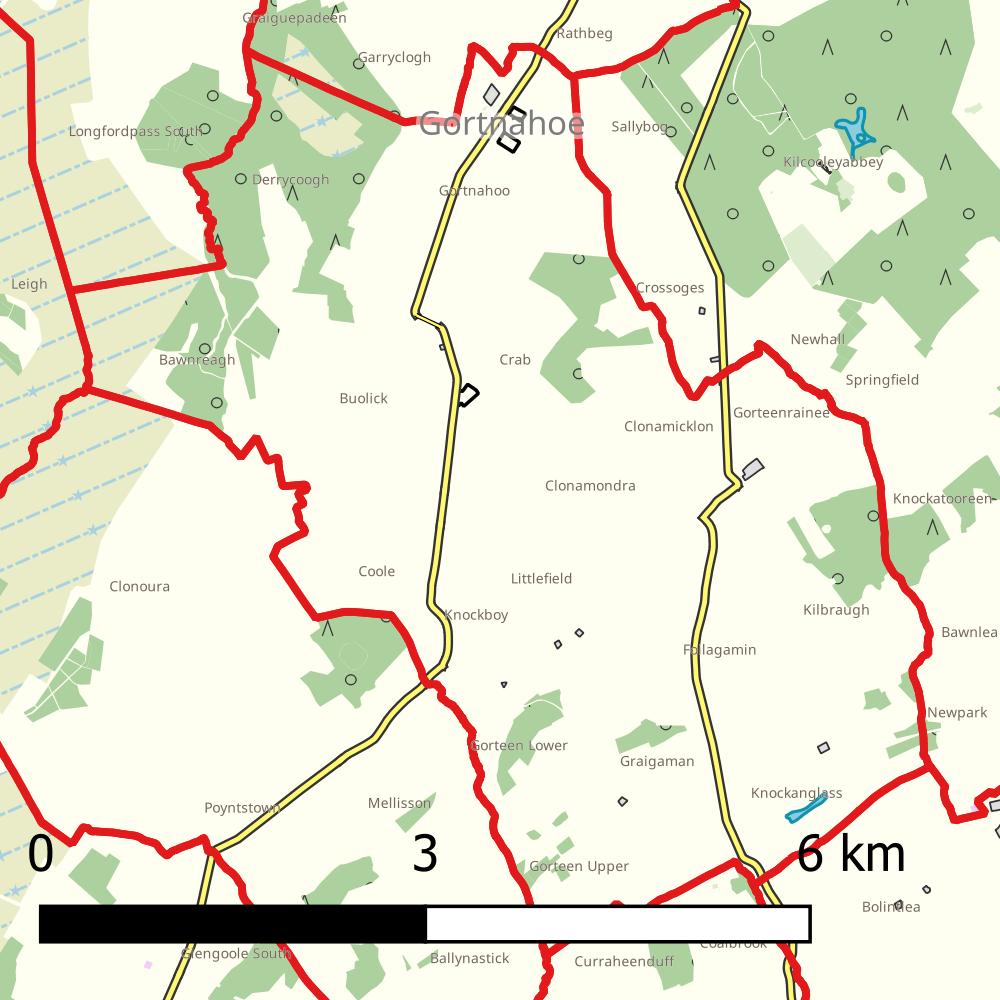 Graiguepadeen
Rathbeg
Garryclogh
Gortnahoe
Sallybog
Longfordpass South
Kilcooleyabbey
Derrycoogh
Gortnahoo
Leigh
Crossoges
Newhall
Bawnreagh
Crab
Springfield
Buolick
Gorteenrainee
Clonamicklon
Clonamondra
Knockatooreen
Coole
Littlefield
Clonoura
Kilbraugh
Knockboy
Bawnlea
Foilagamin
Newpark
Gorteen Lower
Graigaman
Knockanglass
Mellisson
Poyntstown
0 3 6 km
Gorteen Upper
Bolinlea
Coalbrook
Glengoole South
Ballynastick
Curraheenduff